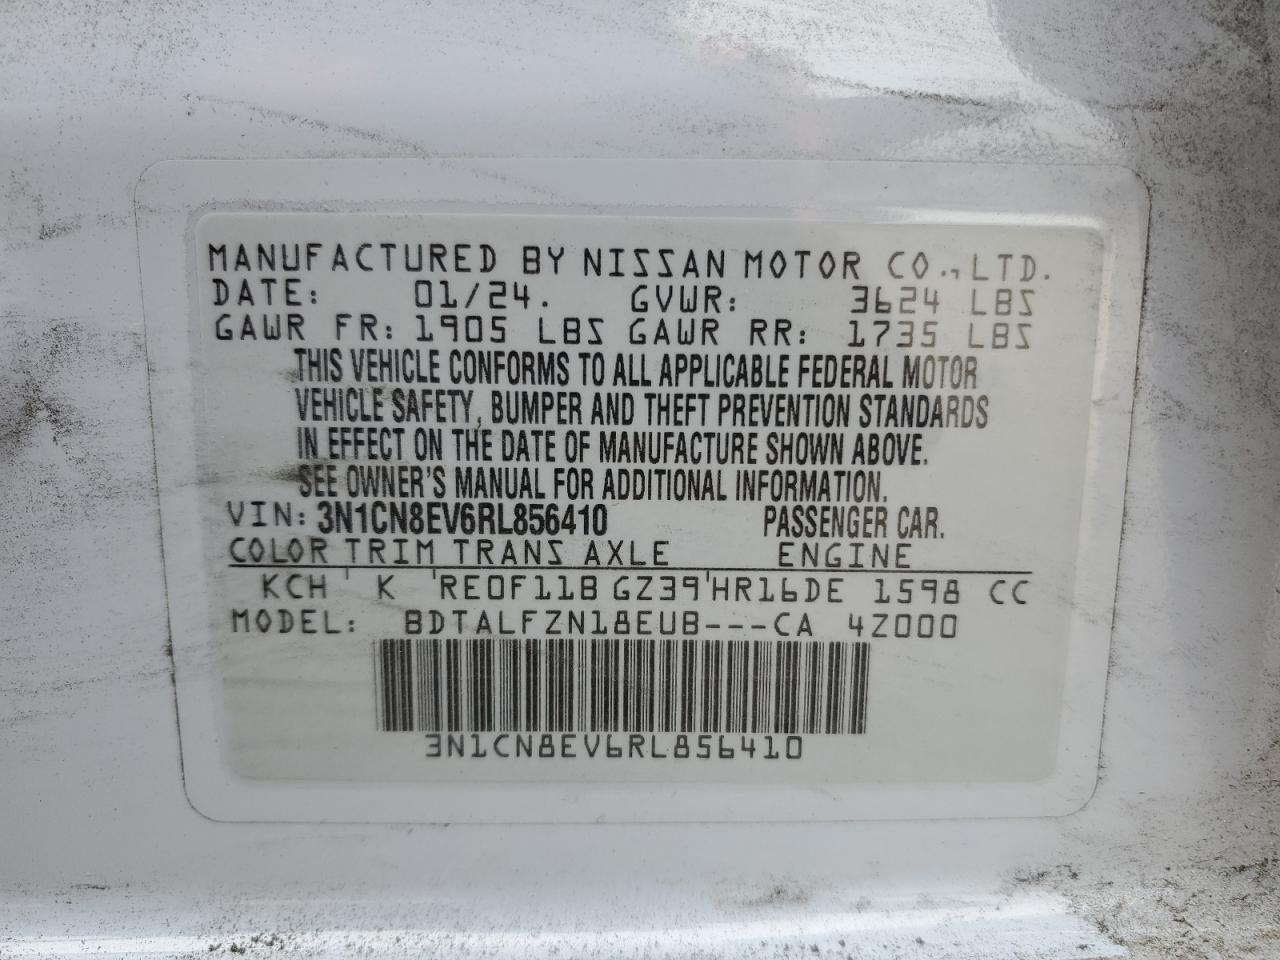 MANUFACTURED BY NISSAN MOTOR CO., LTD.
DATE: 01/24. GVWR: 3624 LBS
GAWR FR: 1905 LBS GAWR RR: 1735 LBS
THIS VEHICLE CONFORMS TO ALL APPLICABLE FEDERAL MOTOR
VEHICLE SAFETY, BUMPER AND THEFT PREVENTION STANDARDS
IN EFFECT ON THE DATE OF MANUFACTURE SHOWN ABOVE.
SEE OWNER'S MANUAL FOR ADDITIONAL INFORMATION.
VIN: 3N1CN8EV6RL856410 PASSENGER CAR.
COLOR TRIM TRANS AXLE ENGINE
KCH ' K 'RE0F11B GZ39'HR16DE 1598 CC
MODEL: BDTALFZN18EUB---CA 4Z000
3N1CN8EV6RL856410